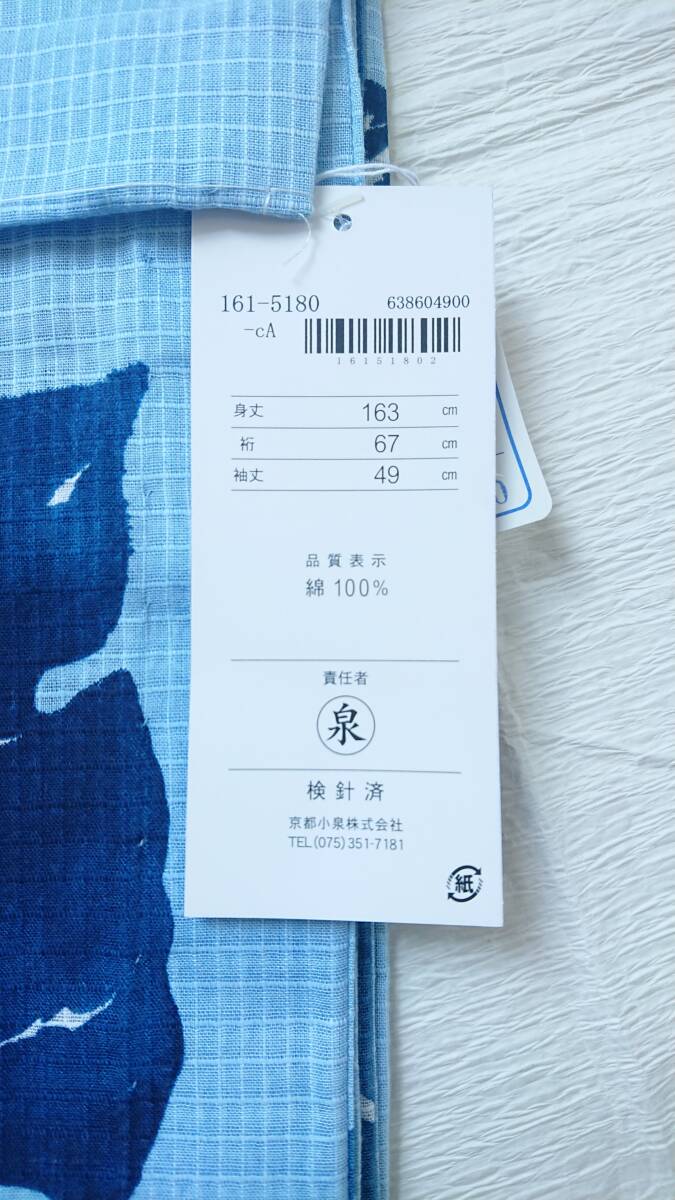 161-5180 638604900
-cA
16151802
身丈 163 cm
裄 67 cm
袖丈 49 cm
品質表示
綿 100%
責任者
泉
検針済
京都小泉株式会社
TEL(075)351-7181
紙